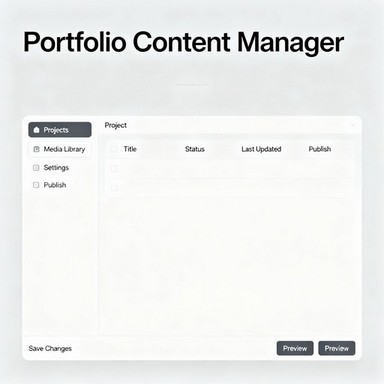 Portfolio Content Manager
Projects
Media Library
Settings
Publish
Project
Title Status Last Updated Publish
Save Changes Preview Preview